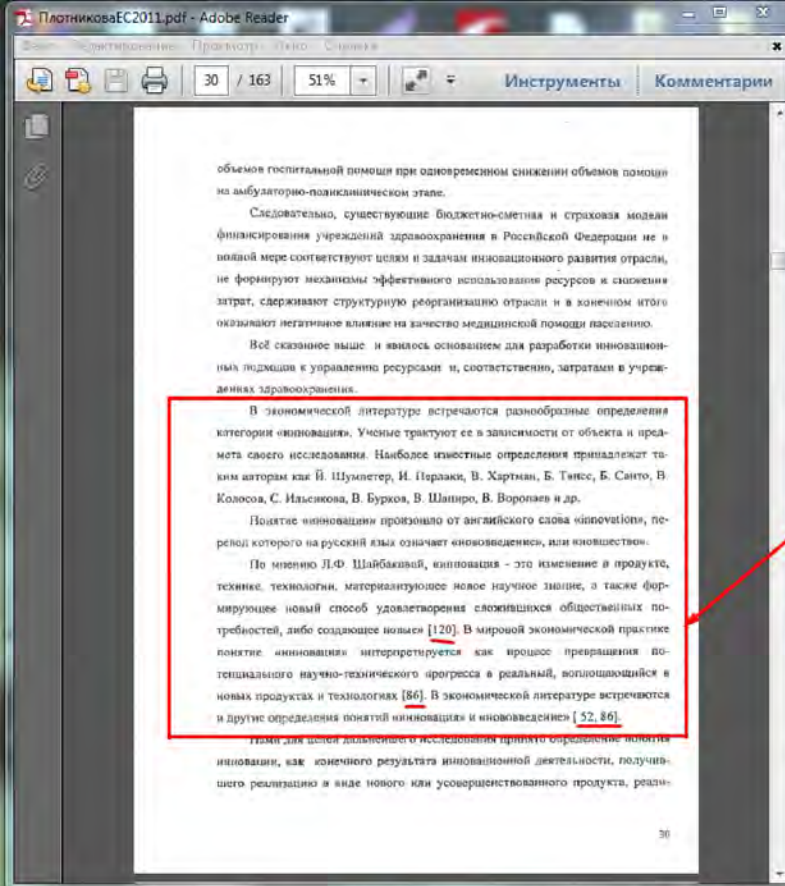 ПлотниковаЕС2011.pdf - Adobe Reader
Файл Редактирование Просмотр Окно Справка
30 / 163 51% Инструменты Комментарии
объемов госпитальной помощи при одновременном снижении объемов помощи
на амбулаторно-поликлиническом этапе.
Следовательно, существующие бюджетно-сметная и страховая модели
финансирования учреждений здравоохранения в Российской Федерации не в
полной мере соответствуют целям и задачам инновационного развития отрасли,
не формируют механизмы эффективного использования ресурсов и снижения
затрат, сдерживают структурную реорганизацию отрасли и в конечном итоге
оказывают негативное влияние на качество медицинской помощи населению.
Всё сказанное выше и явилось основанием для разработки инновацион-
ных подходов к управлению ресурсами и, соответственно, затратами в учреж-
дениях здравоохранения.
В экономической литературе встречаются разнообразные определения
категории «инновация». Ученые трактуют ее в зависимости от объекта и пред-
мета своего исследования. Наиболее известные определения принадлежат та-
ким авторам как Й. Шумпетер, И. Перлаки, В. Хартман, Б. Твисс, Б. Санто, В.
Колосов, С. Ильенкова, В. Бурков, В. Шапиро, В. Воропаев и др.
Понятие «инновации» произошло от английского слова «innovation», пе-
ревод которого на русский язык означает «нововведение», или «новшество».
По мнению Л.Ф. Шайбаковой, «инновация - это изменение в продукте,
технике, технологии, материализующее новое научное знание, а также фор-
мирующее новый способ удовлетворения сложившихся общественных по-
требностей, либо создающее новые» [120]. В мировой экономической практике
понятие «инновация» интерпретируется как процесс превращения по-
тенциального научно-технического прогресса в реальный, воплощающийся в
новых продуктах и технологиях [86]. В экономической литературе встречаются
и другие определения понятий «инновация» и «нововведение» [ 52, 86].
Нами для целей дальнейшего исследования принято определение понятия
инновации, как конечного результата инновационной деятельности, получив-
шего реализацию в виде нового или усовершенствованного продукта, реали-
30